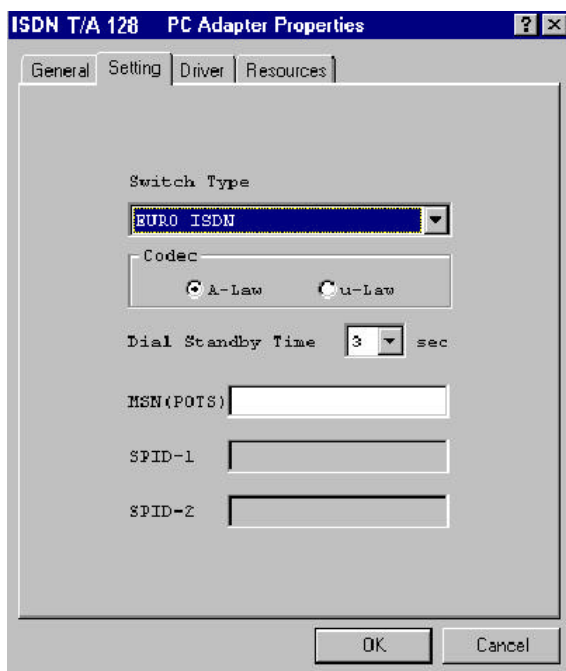 ISDN T/A 128 PC Adapter Properties
General Setting Driver Resources
Switch Type
EURO ISDN
Codec
A-Law u-Law
Dial Standby Time 3 sec
MSN(POTS)
SPID-1
SPID-2
OK Cancel